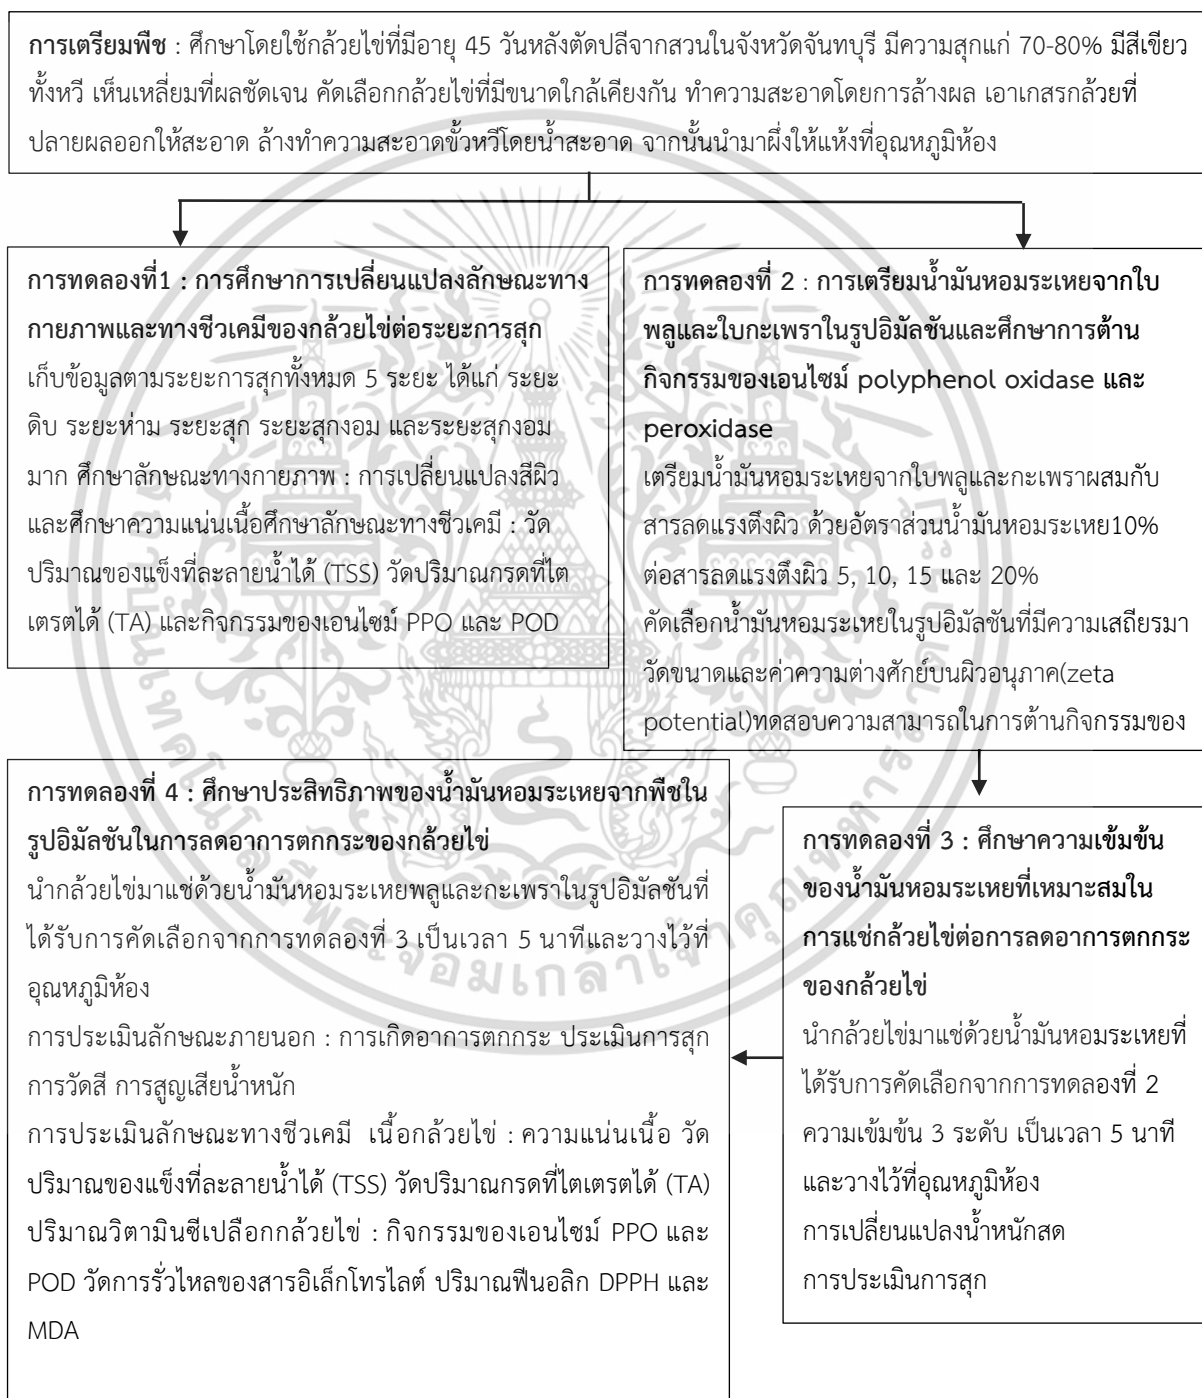 การเตรียมพืช : ศึกษาโดยใช้กล้วยไข่ที่มีอายุ 45 วันหลังตัดปลีจากสวนในจังหวัดจันทบุรี มีความสุกแก่ 70-80% มีสีเขียว
ทั้งหวี เห็นเหลี่ยมที่ผลชัดเจน คัดเลือกกล้วยไข่ที่มีขนาดใกล้เคียงกัน ทำความสะอาดโดยการล้างผล เอาเกสรกล้วยที่
ปลายผลออกให้สะอาด ล้างทำความสะอาดขั้วหวีโดยน้ำสะอาด จากนั้นนำมาผึ่งให้แห้งที่อุณหภูมิห้อง
การทดลองที่1 : การศึกษาการเปลี่ยนแปลงลักษณะทาง
กายภาพและทางชีวเคมีของกล้วยไข่ต่อระยะการสุก
เก็บข้อมูลตามระยะการสุกทั้งหมด 5 ระยะ ได้แก่ ระยะ
ดิบ ระยะห่าม ระยะสุก ระยะสุกงอม และระยะสุกงอม
มาก ศึกษาลักษณะทางกายภาพ : การเปลี่ยนแปลงสีผิว
และศึกษาความแน่นเนื้อศึกษาลักษณะทางชีวเคมี : วัด
ปริมาณของแข็งที่ละลายน้ำได้ (TSS) วัดปริมาณกรดที่ไต
เตรตได้ (TA) และกิจกรรมของเอนไซม์ PPO และ POD
การทดลองที่ 2 : การเตรียมน้ำมันหอมระเหยจากใบ
พลูและใบกะเพราในรูปอิมัลชันและศึกษาการต้าน
กิจกรรมของเอนไซม์ polyphenol oxidase และ
peroxidase
เตรียมน้ำมันหอมระเหยจากใบพลูและกะเพราผสมกับ
สารลดแรงตึงผิว ด้วยอัตราส่วนน้ำมันหอมระเหย10%
ต่อสารลดแรงตึงผิว 5, 10, 15 และ 20%
คัดเลือกน้ำมันหอมระเหยในรูปอิมัลชันที่มีความเสถียรมา
วัดขนาดและค่าความต่างศักย์บนผิวอนุภาค(zeta
potential)ทดสอบความสามารถในการต้านกิจกรรมของ
การทดลองที่ 3 : ศึกษาความเข้มข้น
ของน้ำมันหอมระเหยที่เหมาะสมใน
การแช่กล้วยไข่ต่อการลดอาการตกกระ
ของกล้วยไข่
นำกล้วยไข่มาแช่ด้วยน้ำมันหอมระเหยที่
ได้รับการคัดเลือกจากการทดลองที่ 2
ความเข้มข้น 3 ระดับ เป็นเวลา 5 นาที
และวางไว้ที่อุณหภูมิห้อง
การเปลี่ยนแปลงน้ำหนักสด
การประเมินการสุก
การทดลองที่ 4 : ศึกษาประสิทธิภาพของน้ำมันหอมระเหยจากพืชใน
รูปอิมัลชันในการลดอาการตกกระของกล้วยไข่
นำกล้วยไข่มาแช่ด้วยน้ำมันหอมระเหยพลูและกะเพราในรูปอิมัลชันที่
ได้รับการคัดเลือกจากการทดลองที่ 3 เป็นเวลา 5 นาทีและวางไว้ที่
อุณหภูมิห้อง
การประเมินลักษณะภายนอก : การเกิดอาการตกกระ ประเมินการสุก
การวัดสี การสูญเสียน้ำหนัก
การประเมินลักษณะทางชีวเคมี เนื้อกล้วยไข่ : ความแน่นเนื้อ วัด
ปริมาณของแข็งที่ละลายน้ำได้ (TSS) วัดปริมาณกรดที่ไตเตรตได้ (TA)
ปริมาณวิตามินซีเปลือกกล้วยไข่ : กิจกรรมของเอนไซม์ PPO และ
POD วัดการรั่วไหลของสารอิเล็กโทรไลต์ ปริมาณฟีนอลิก DPPH และ
MDA